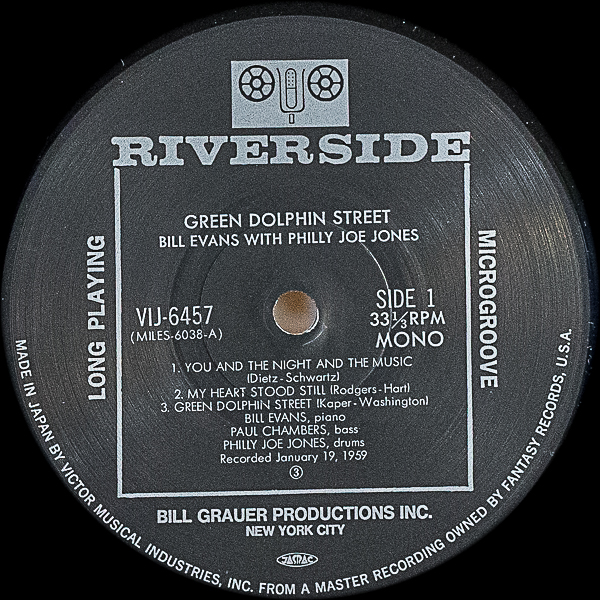 RIVERSIDE
GREEN DOLPHIN STREET
BILL EVANS WITH PHILLY JOE JONES
LONG PLAYING
MICROGROOVE
VIJ-6457
(MILES-6038-A)
SIDE 1
33 1/3 RPM
MONO
1. YOU AND THE NIGHT AND THE MUSIC
(Dietz-Schwartz)
2. MY HEART STOOD STILL (Rodgers-Hart)
3. GREEN DOLPHIN STREET (Kaper-Washington)
BILL EVANS, piano
PAUL CHAMBERS, bass
PHILLY JOE JONES, drums
Recorded January 19, 1959
③
BILL GRAUER PRODUCTIONS INC.
NEW YORK CITY
MADE IN JAPAN BY VICTOR MUSICAL INDUSTRIES, INC. FROM A MASTER RECORDING OWNED BY FANTASY RECORDS, U.S.A.
JASRAC